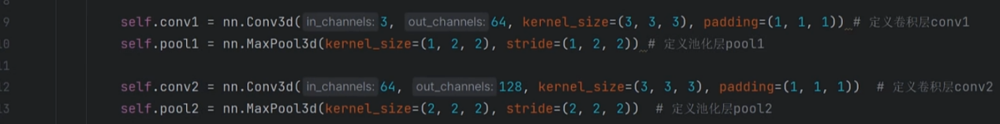 9 self.conv1 = nn.Conv3d(in_channels: 3, out_channels: 64, kernel_size=(3, 3, 3), padding=(1, 1, 1)) # 定义卷积层conv1
10 self.pool1 = nn.MaxPool3d(kernel_size=(1, 2, 2), stride=(1, 2, 2)) # 定义池化层pool1
11
12 self.conv2 = nn.Conv3d(in_channels: 64, out_channels: 128, kernel_size=(3, 3, 3), padding=(1, 1, 1))  # 定义卷积层conv2
13 self.pool2 = nn.MaxPool3d(kernel_size=(2, 2, 2), stride=(2, 2, 2))  # 定义池化层pool2